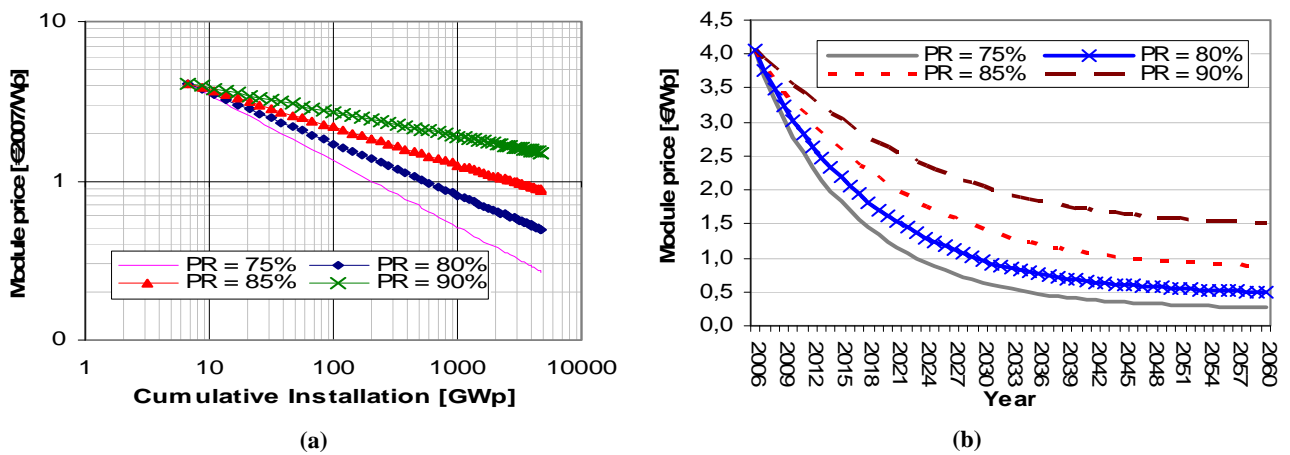 10
1
0
Module price [€2007/Wp]
PR = 75%
PR = 80%
PR = 85%
PR = 90%
1
10
100
1000
10000
Cumulative Installation [GWp]
(a)
4,5
4,0
3,5
3,0
2,5
2,0
1,5
1,0
0,5
0,0
Module price [€/Wp]
PR = 75%
PR = 80%
PR = 85%
PR = 90%
2006
2009
2012
2015
2018
2021
2024
2027
2030
2033
2036
2039
2042
2045
2048
2051
2054
2057
2060
Year
(b)